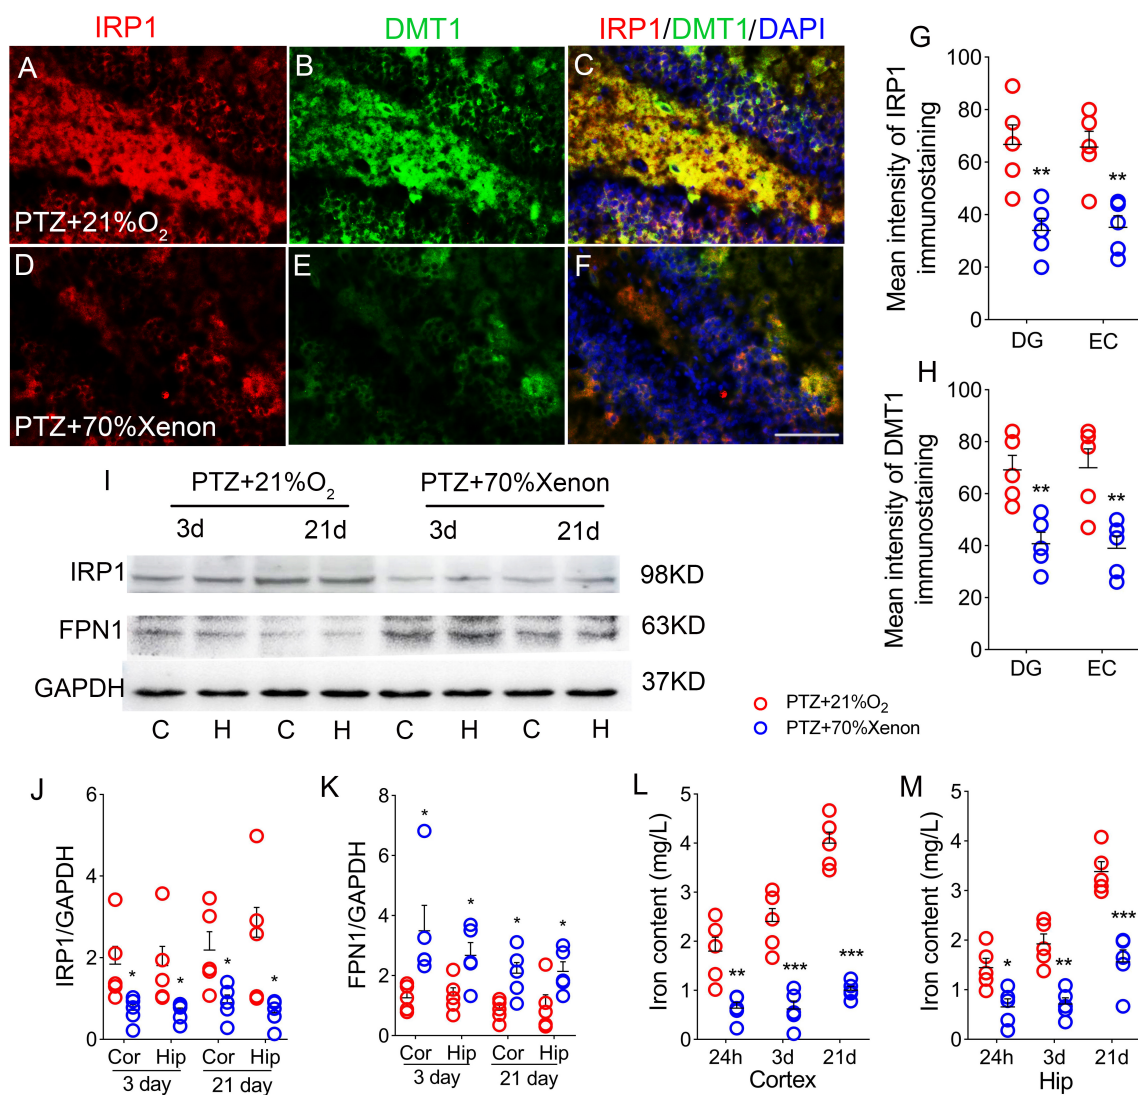 IRP1 DMT1 IRP1/DMT1/DAPI
A B C
PTZ+21%O₂
D E F
PTZ+70%Xenon
G
Mean intensity of IRP1
immunostaining
100
80
60
40
20
0
** **
DG EC
H
Mean intensity of DMT1
immunostaining
100
80
60
40
20
0
** **
DG EC
I
PTZ+21%O₂ PTZ+70%Xenon
3d 21d 3d 21d
IRP1 98KD
FPN1 63KD
GAPDH 37KD
C H C H C H C H
PTZ+21%O₂
PTZ+70%Xenon
J
IRP1/GAPDH
6
4
2
0
* * * *
Cor Hip Cor Hip
3 day 21 day
K
FPN1/GAPDH
8
6
4
2
0
* * * *
Cor Hip Cor Hip
3 day 21 day
L
Iron content (mg/L)
5
4
3
2
1
0
** *** ***
24h 3d 21d
Cortex
M
Iron content (mg/L)
5
4
3
2
1
0
* ** ***
24h 3d 21d
Hip